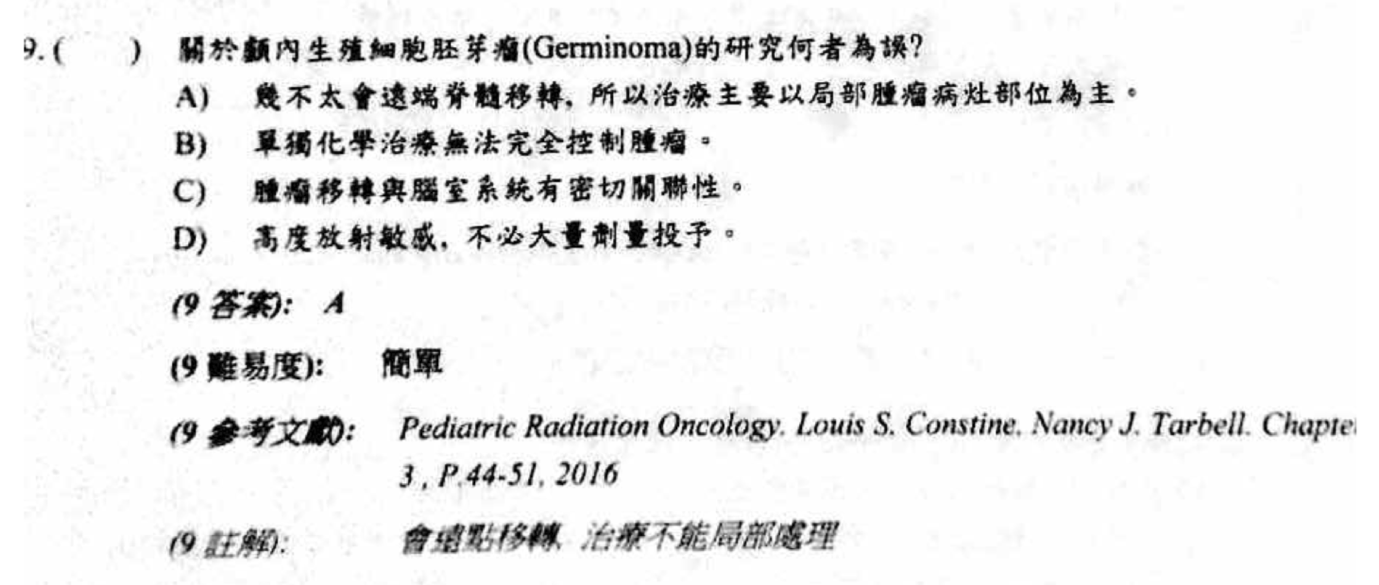 9. ( ) 關於顱內生殖細胞胚芽瘤(Germinoma)的研究何者為誤?
A) 幾不太會遠端脊髓移轉, 所以治療主要以局部腫瘤病灶部位為主。
B) 單獨化學治療無法完全控制腫瘤。
C) 腫瘤移轉與腦室系統有密切關聯性。
D) 高度放射敏感, 不必大量劑量投予。
(9 答案): A
(9 難易度): 簡單
(9 參考文獻): Pediatric Radiation Oncology. Louis S. Constine. Nancy J. Tarbell. Chapte
3 , P.44-51, 2016
(9 註解): 會遠點移轉, 治療不能局部處理